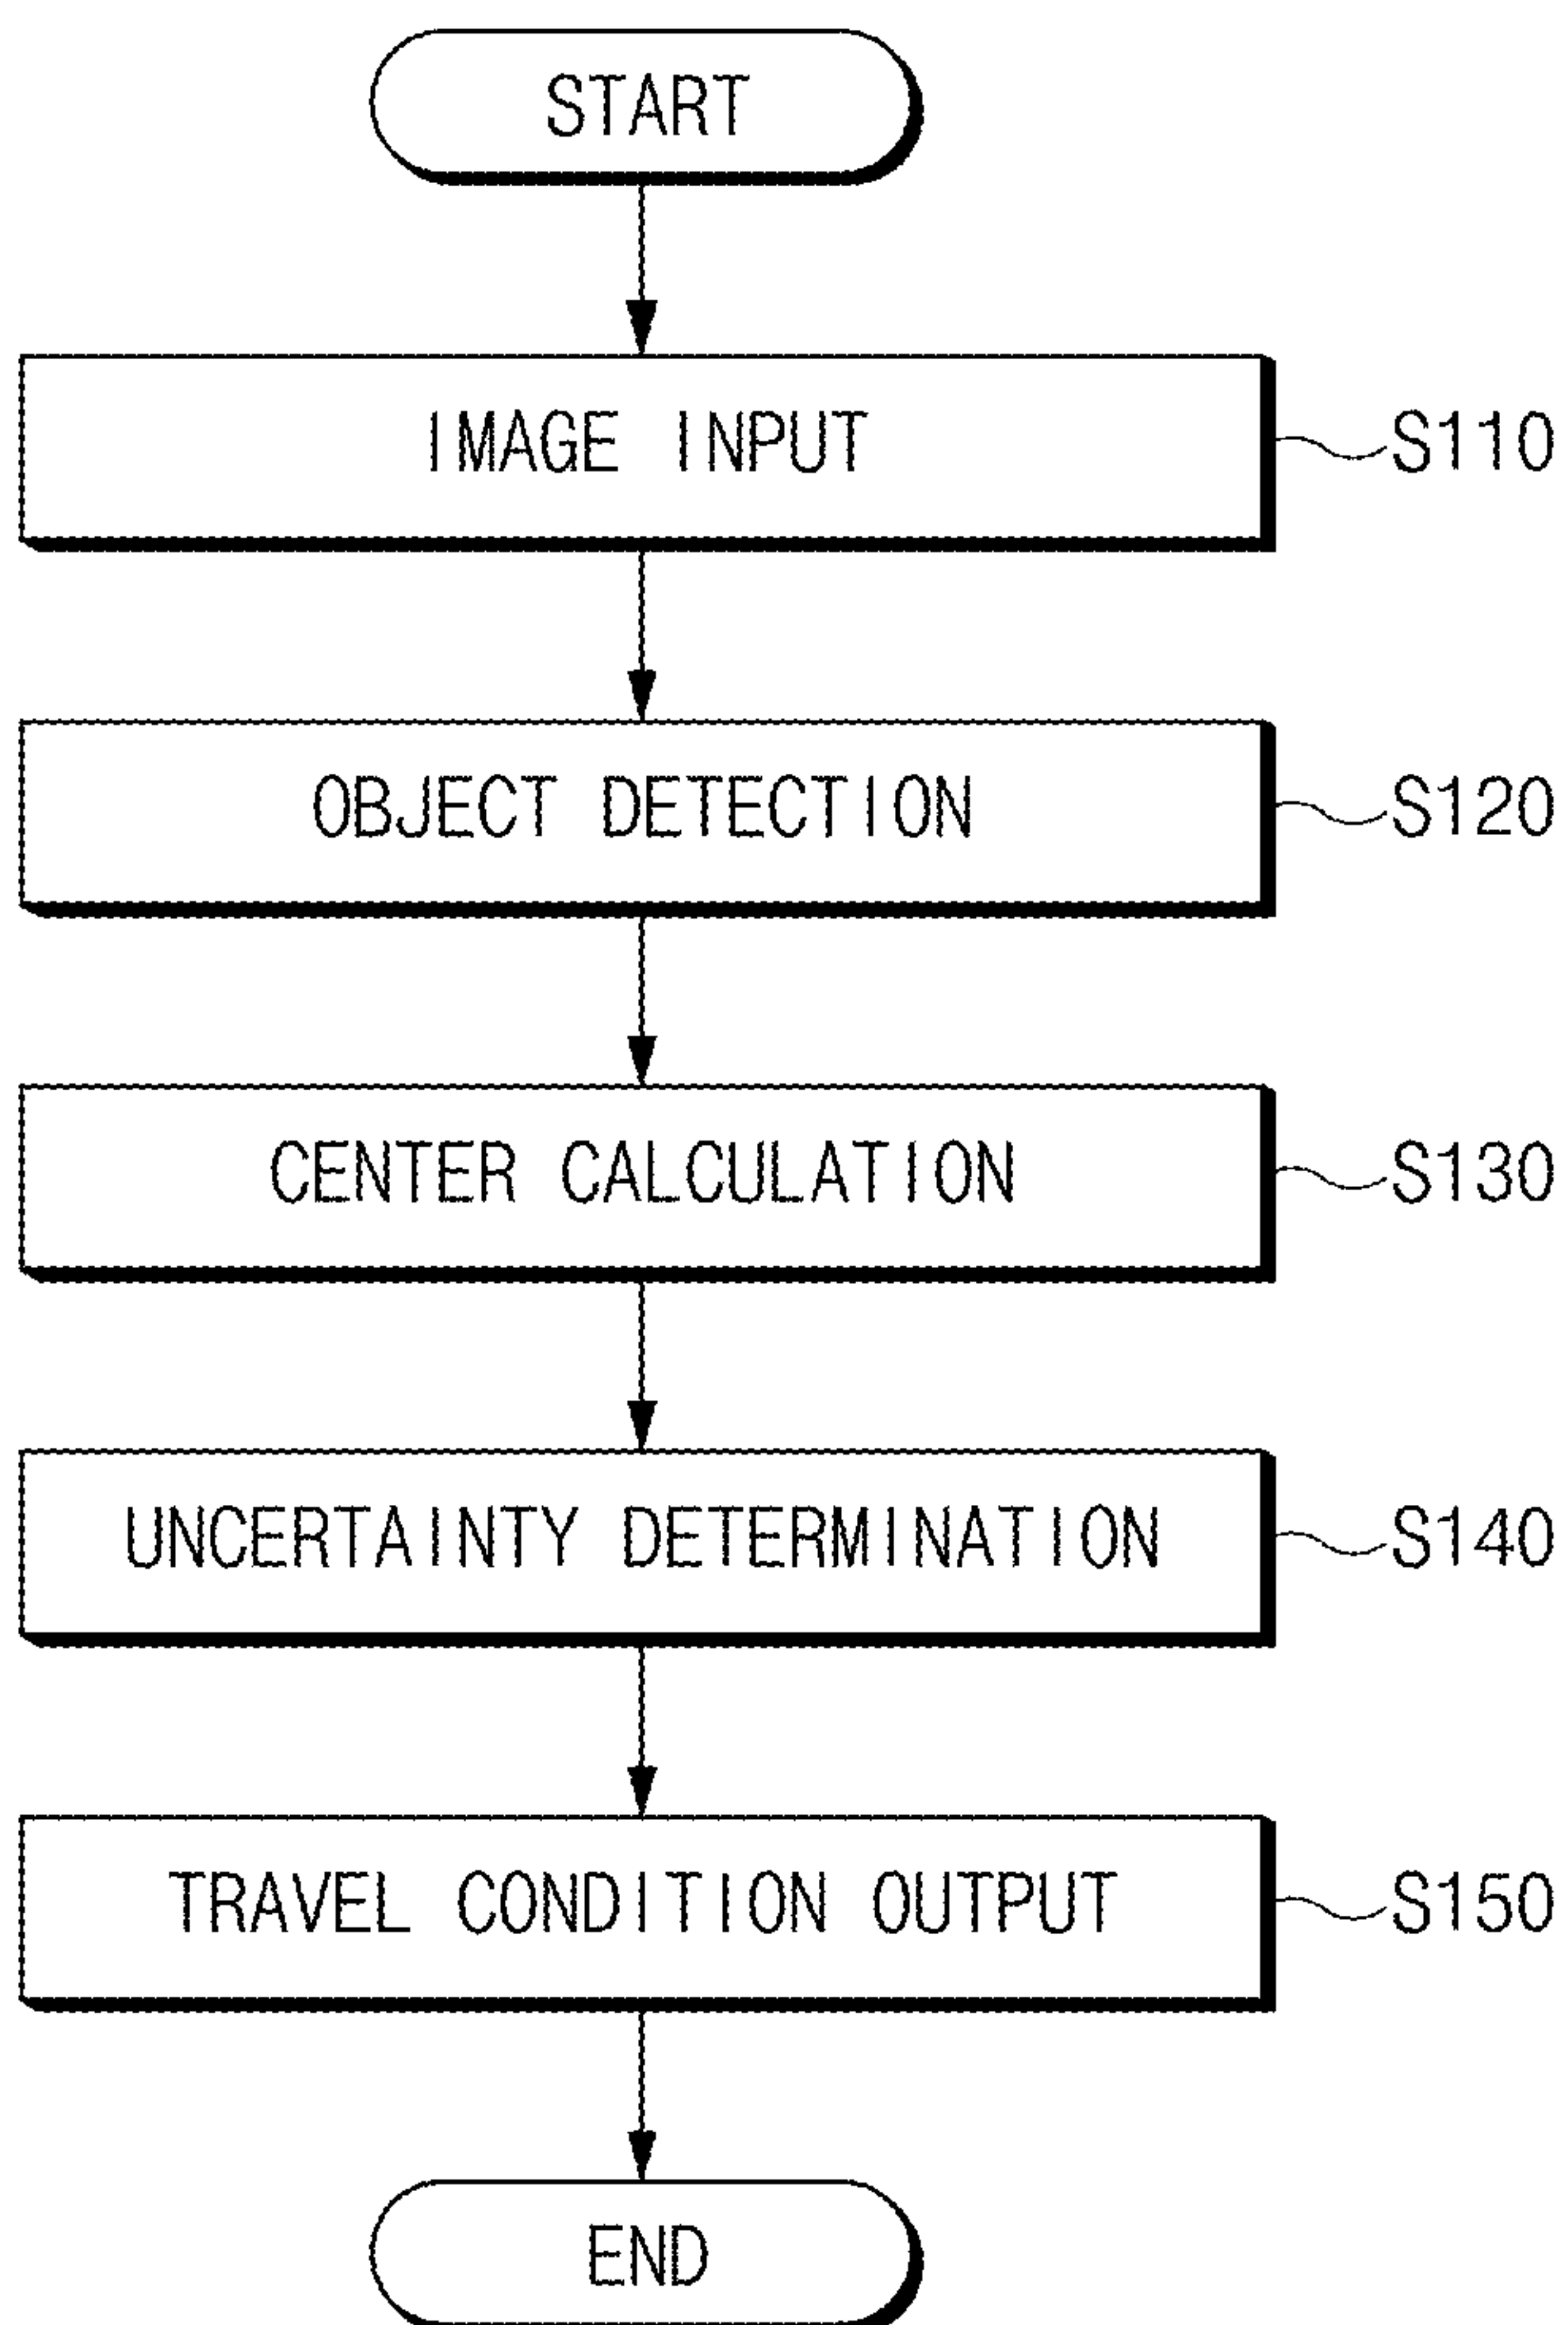 START
IMAGE INPUT
S110
OBJECT DETECTION
S120
CENTER CALCULATION
S130
UNCERTAINTY DETERMINATION
S140
TRAVEL CONDITION OUTPUT
S150
END